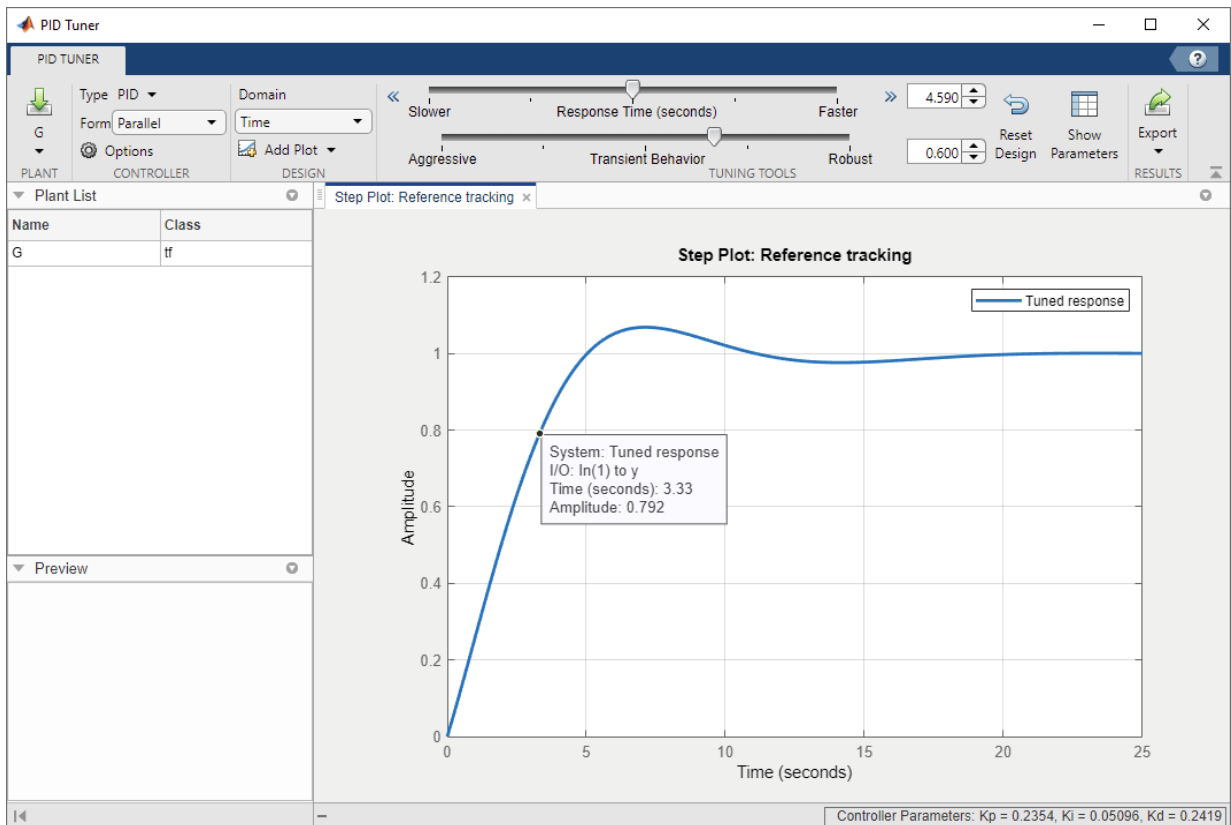 PID Tuner
PID TUNER
?
G
PLANT
Type PID
Form Parallel
Options
CONTROLLER
Domain
Time
Add Plot
DESIGN
Slower Response Time (seconds) Faster
4.590
Aggressive Transient Behavior Robust
0.600
TUNING TOOLS
Reset
Design
Show
Parameters
Export
RESULTS
Plant List
Name Class
G tf
Preview
Step Plot: Reference tracking
Step Plot: Reference tracking
Tuned response
1.2
1
0.8
0.6
0.4
0.2
0
Amplitude
System: Tuned response
I/O: In(1) to y
Time (seconds): 3.33
Amplitude: 0.792
0 5 10 15 20 25
Time (seconds)
Controller Parameters: Kp = 0.2354, Ki = 0.05096, Kd = 0.2419